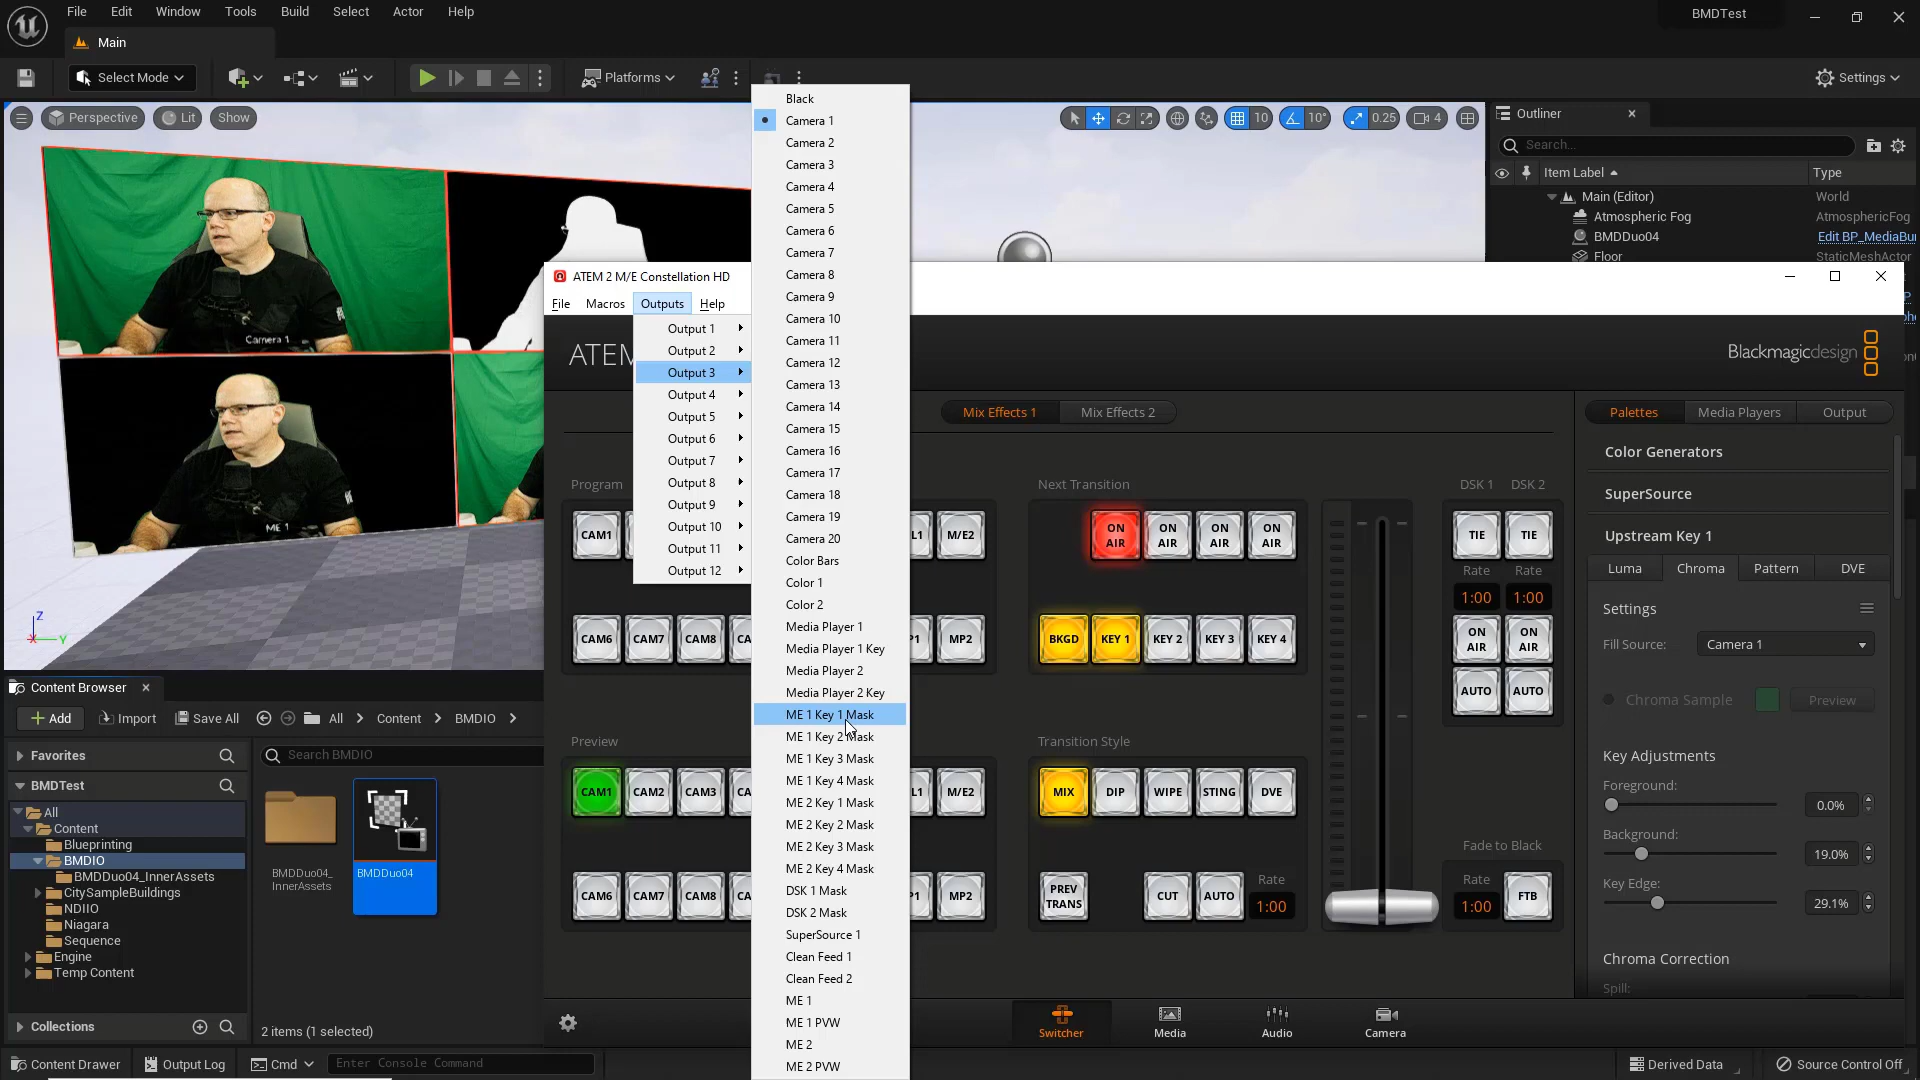 File Edit Window Tools Build Select Actor Help
BMDTest
Main
Select Mode
Platforms
Settings
Perspective
Lit
Show
10
10°
0.25
4
Outliner
Search...
Item Label
Type
Main (Editor)
World
Atmospheric Fog
AtmosphericFog
BMDDuo04
Edit BP_MediaBu
Floor
StaticMeshActor
Camera 1
ME 1
Z
X
Y
ATEM 2 M/E Constellation HD
File Macros Outputs Help
ATEM
Blackmagicdesign
Output 1
Output 2
Output 3
Output 4
Output 5
Output 6
Output 7
Output 8
Output 9
Output 10
Output 11
Output 12
Black
Camera 1
Camera 2
Camera 3
Camera 4
Camera 5
Camera 6
Camera 7
Camera 8
Camera 9
Camera 10
Camera 11
Camera 12
Camera 13
Camera 14
Camera 15
Camera 16
Camera 17
Camera 18
Camera 19
Camera 20
Color Bars
Color 1
Color 2
Media Player 1
Media Player 1 Key
Media Player 2
Media Player 2 Key
ME 1 Key 1 Mask
ME 1 Key 2 Mask
ME 1 Key 3 Mask
ME 1 Key 4 Mask
ME 2 Key 1 Mask
ME 2 Key 2 Mask
ME 2 Key 3 Mask
ME 2 Key 4 Mask
DSK 1 Mask
DSK 2 Mask
SuperSource 1
Clean Feed 1
Clean Feed 2
ME 1
ME 1 PVW
ME 2
ME 2 PVW
Mix Effects 1
Mix Effects 2
Program
CAM1
L1
M/E2
CAM6 CAM7 CAM8 CA
P1
MP2
Preview
CAM1 CAM2 CAM3 CA
L1
M/E2
CAM6 CAM7 CAM8 CA
P1
MP2
Next Transition
ON AIR
ON AIR
ON AIR
ON AIR
BKGD KEY 1 KEY 2 KEY 3 KEY 4
Transition Style
MIX DIP WIPE STING DVE
PREV TRANS
CUT
AUTO
Rate
1:00
DSK 1 DSK 2
TIE TIE
Rate Rate
1:00 1:00
ON AIR
ON AIR
AUTO AUTO
Fade to Black
Rate
1:00
FTB
Palettes
Media Players
Output
Color Generators
SuperSource
Upstream Key 1
Luma Chroma Pattern DVE
Settings
Fill Source:
Camera 1
Chroma Sample
Preview
Key Adjustments
Foreground:
0.0%
Background:
19.0%
Key Edge:
29.1%
Chroma Correction
Spill:
Switcher
Media
Audio
Camera
Content Browser
Add
Import
Save All
All
Content
BMDIO
Favorites
Search BMDIO
BMDTest
All
Content
Blueprinting
BMDIO
BMDDuo04_InnerAssets
CitySampleBuildings
NDIIO
Niagara
Sequence
Engine
Temp Content
BMDDuo04_
InnerAssets
BMDDuo04
Collections
2 items (1 selected)
Content Drawer
Output Log
Cmd
Enter Console Command
Derived Data
Source Control Off